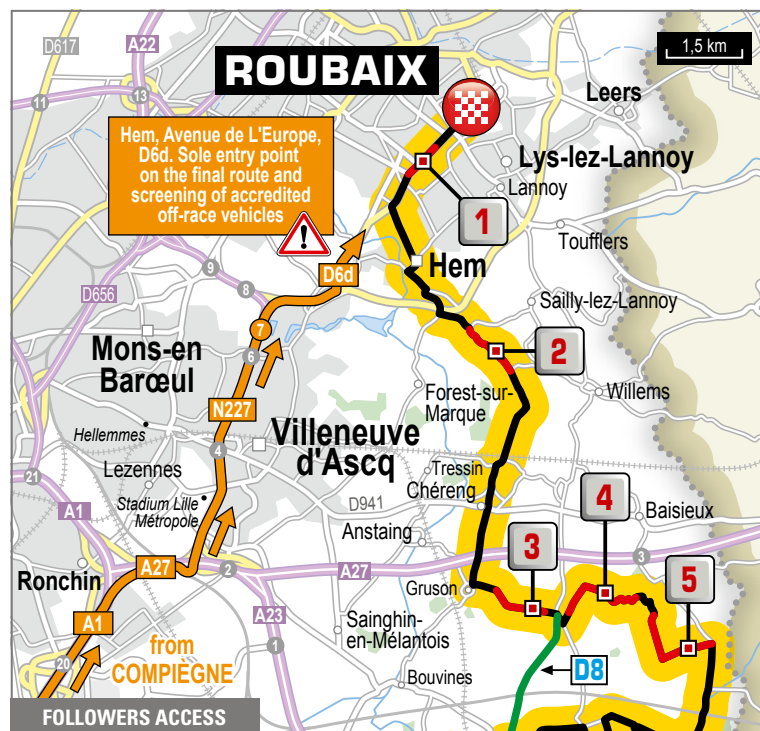 D617
A22
ROUBAIX
1,5 km
Leers
11
13
Hem, Avenue de L'Europe,
D6d. Sole entry point
on the final route and
screening of accredited
off-race vehicles
Lys-lez-Lannoy
Lannoy
1
Toufflers
D6d
Hem
9
D656
8
Sailly-lez-Lannoy
7
Mons-en
Barœul
6
2
Forest-sur-
Marque
Willems
N227
Hellemmes
Villeneuve
d'Ascq
4
21
Lezennes
Tressin
Chéreng
Stadium Lille
Métropole
D941
4
Baisieux
A1
Anstaing
3
3
Ronchin
A27
2
A27
5
Gruson
A1
A23
Sainghin-
en-Mélantois
1
from
COMPIÈGNE
20
Bouvines
D8
FOLLOWERS ACCESS